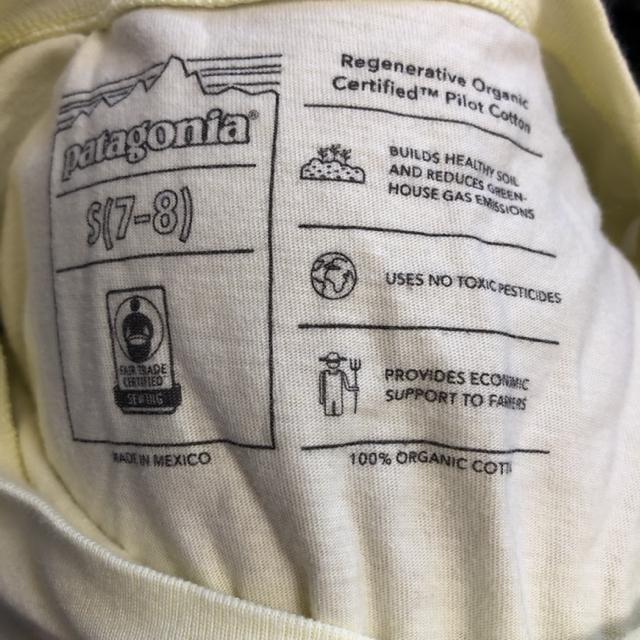 patagonia®
S(7-8)
FAIR TRADE
CERTIFIED
SEWING
MADE IN MEXICO
Regenerative Organic
Certified™ Pilot Cotton
BUILDS HEALTHY SOIL
AND REDUCES GREEN-
HOUSE GAS EMISSIONS
USES NO TOXIC PESTICIDES
PROVIDES ECONOMIC
SUPPORT TO FARMERS
100% ORGANIC COTTON